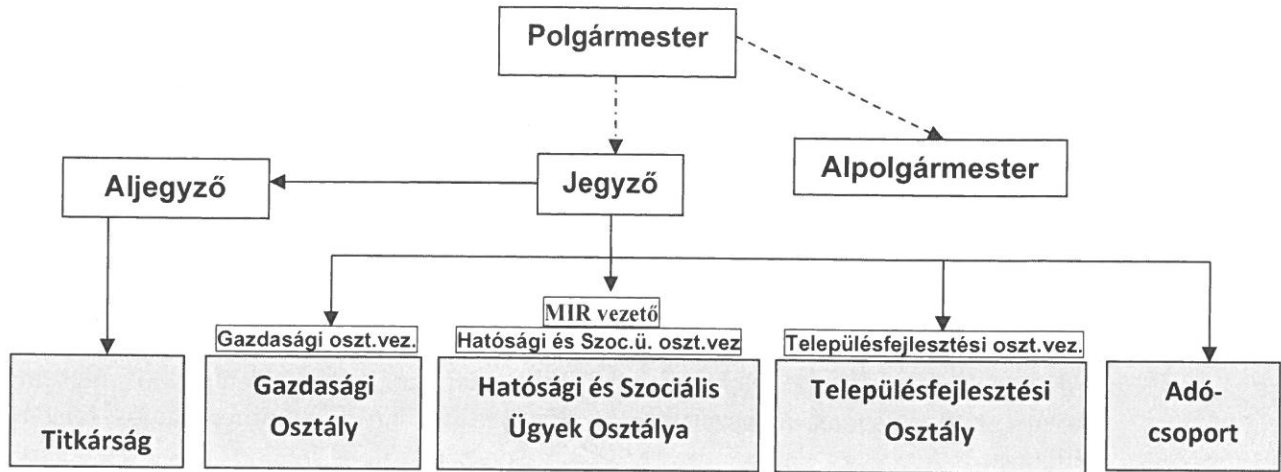 Polgármester
Alpolgármester
Aljegyző
Jegyző
MIR vezető
Gazdasági oszt.vez.
Hatósági és Szoc.ü. oszt.vez
Településfejlesztési oszt.vez.
Titkárság
Gazdasági
Osztály
Hatósági és Szociális
Ügyek Osztálya
Településfejlesztési
Osztály
Adó-
csoport